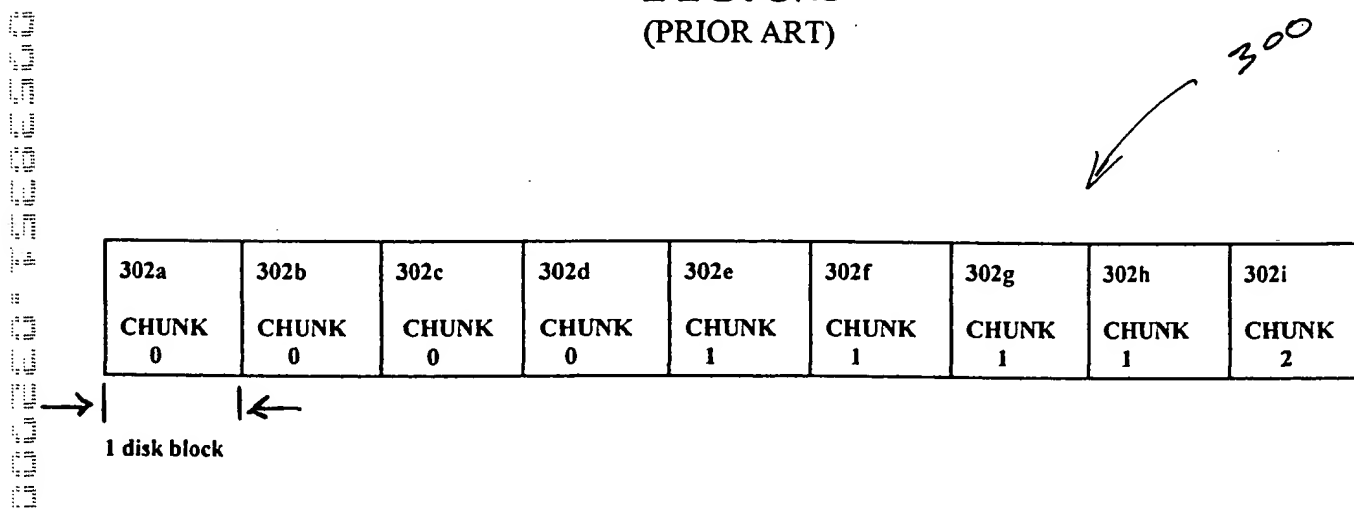 (PRIOR ART)
300
302a 302b 302c 302d 302e 302f 302g 302h 302i
CHUNK CHUNK CHUNK CHUNK CHUNK CHUNK CHUNK CHUNK CHUNK
0 0 0 0 1 1 1 1 2
1 disk block